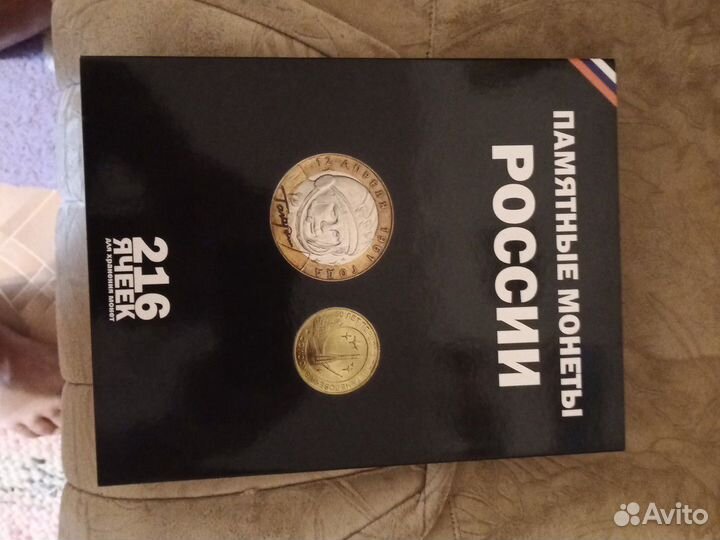 ПАМЯТНЫЕ МОНЕТЫ
РОССИИ
12 АПРЕЛЯ 1961 ГОДА
216
ЯЧЕЕК
для хранения монет
Avito